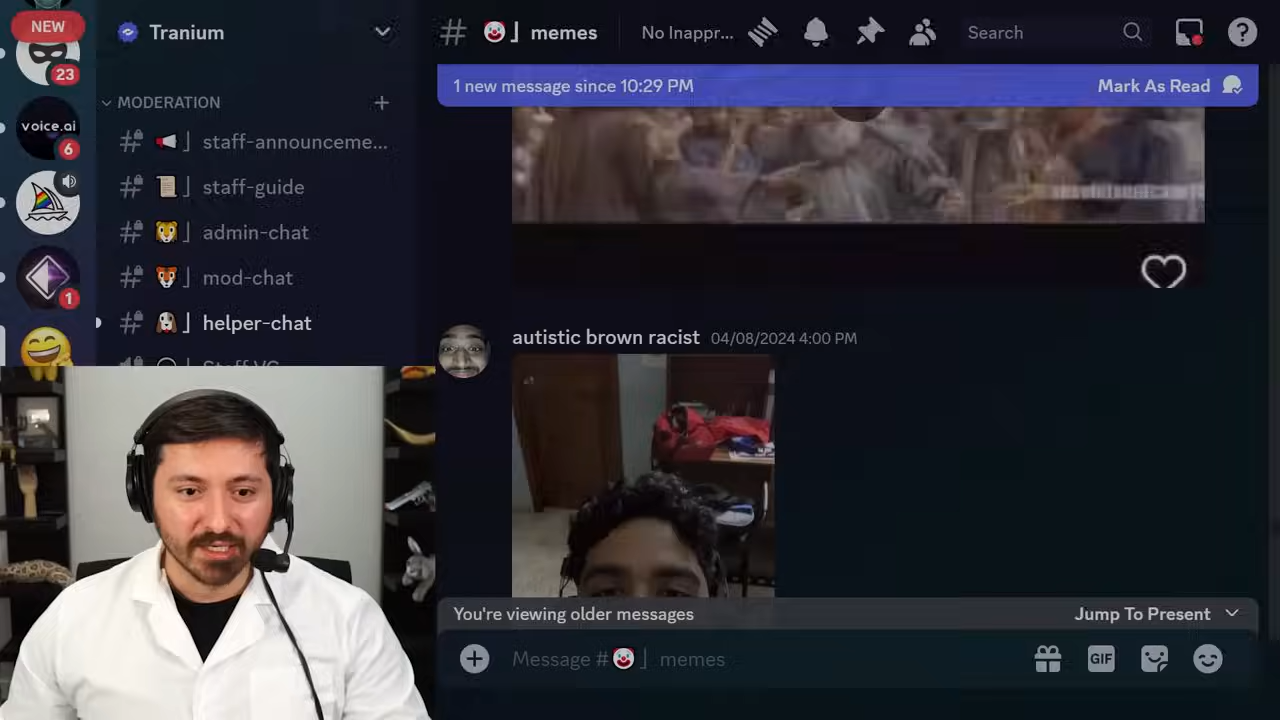 NEW
23
voice.ai
6
1
Tranium
MODERATION
staff-announceme...
staff-guide
admin-chat
mod-chat
helper-chat
Staff VC
memes
No Inappr...
Search
1 new message since 10:29 PM
Mark As Read
autistic brown racist 04/08/2024 4:00 PM
You're viewing older messages
Jump To Present
Message # memes
GIF